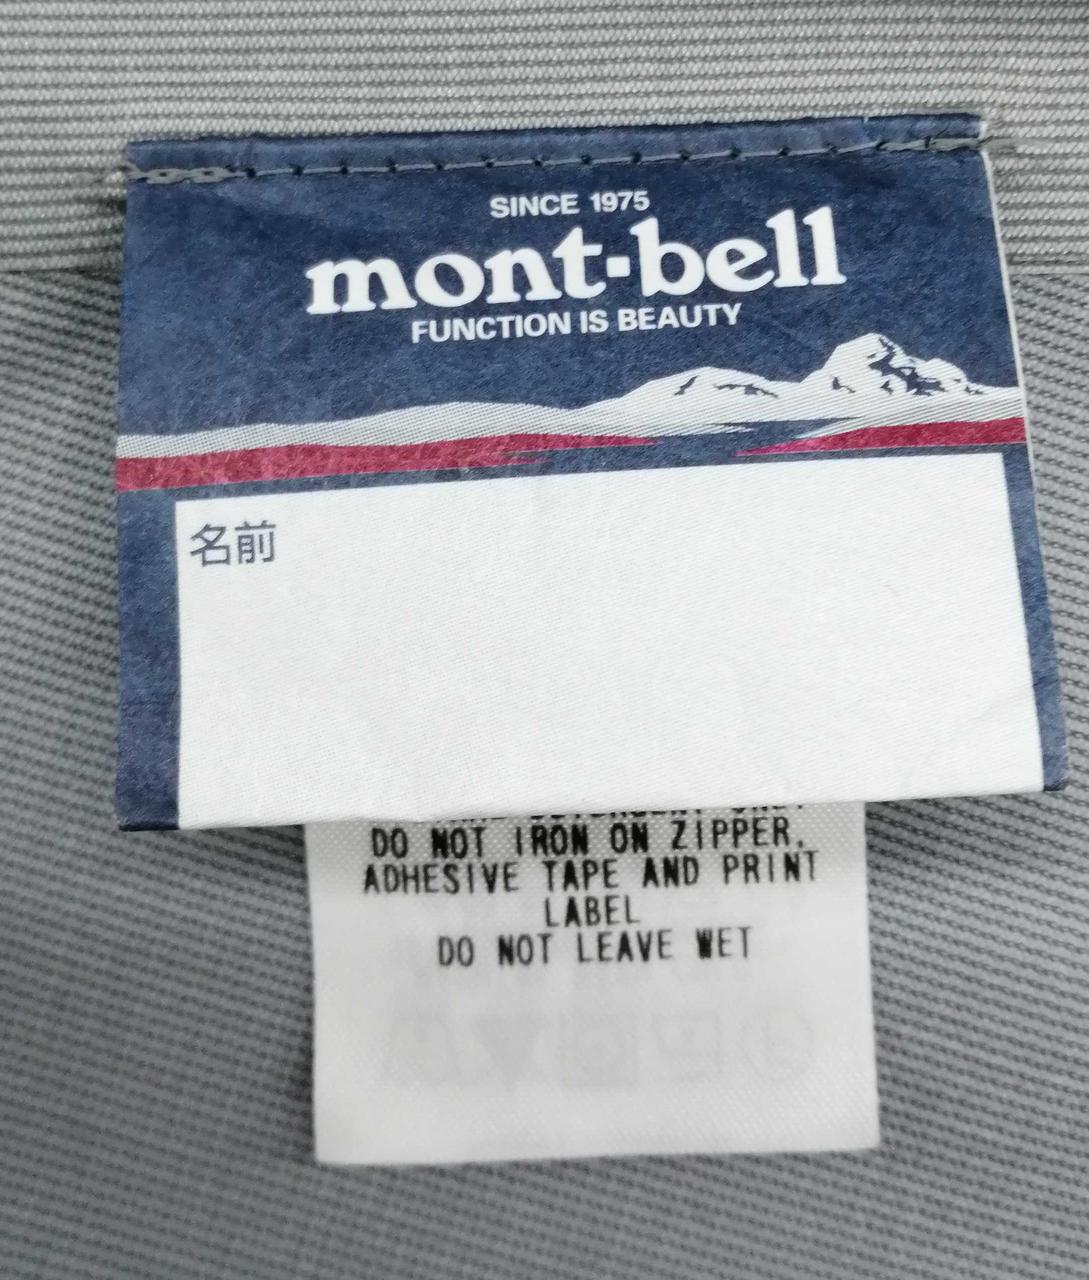 SINCE 1975
mont·bell
FUNCTION IS BEAUTY
名前
DO NOT IRON ON ZIPPER,
ADHESIVE TAPE AND PRINT
LABEL
DO NOT LEAVE WET